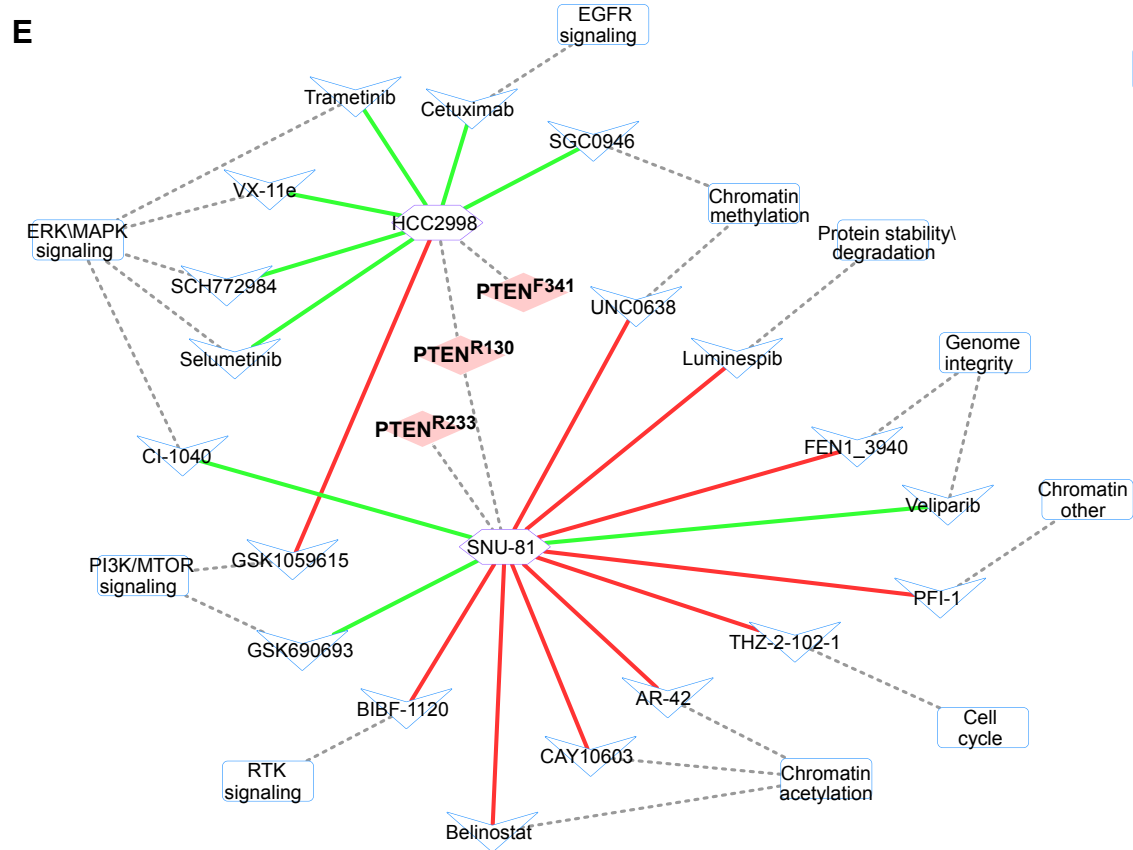 E
EGFR
signaling
Trametinib
Cetuximab
SGC0946
VX-11e
Chromatin
methylation
HCC2998
ERK\MAPK
signaling
Protein stability\
degradation
SCH772984
PTEN^F341
UNC0638
Selumetinib
PTEN^R130
Luminespib
Genome
integrity
PTEN^R233
CI-1040
FEN1_3940
Veliparib
Chromatin
other
SNU-81
GSK1059615
PI3K/MTOR
signaling
PFI-1
THZ-2-102-1
GSK690693
AR-42
BIBF-1120
Cell
cycle
CAY10603
RTK
signaling
Chromatin
acetylation
Belinostat